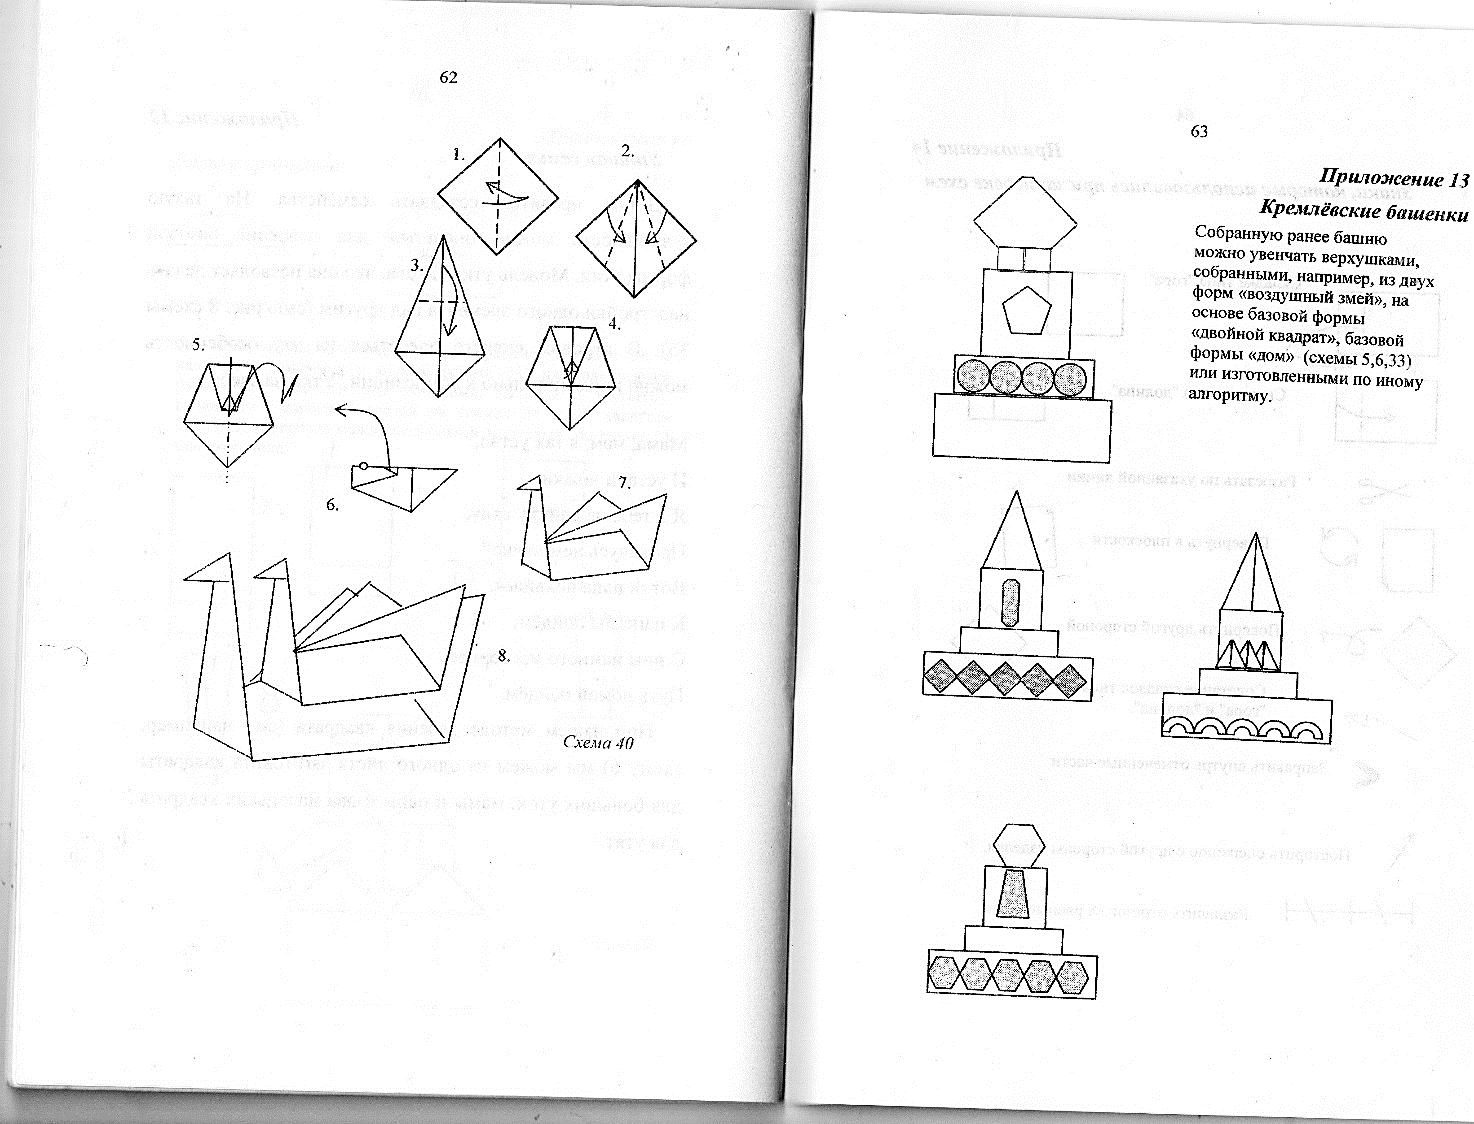 62
1.
2.
3.
4.
5.
6.
7.
8.
Схема 40
63
Приложение 13
Кремлёвские башенки
Собранную ранее башню
можно увенчать верхушками,
собранными, например, из двух
форм «воздушный змей», на
основе базовой формы
«двойной квадрат», базовой
формы «дом» (схемы 5,6,33)
или изготовленными по иному
алгоритму.